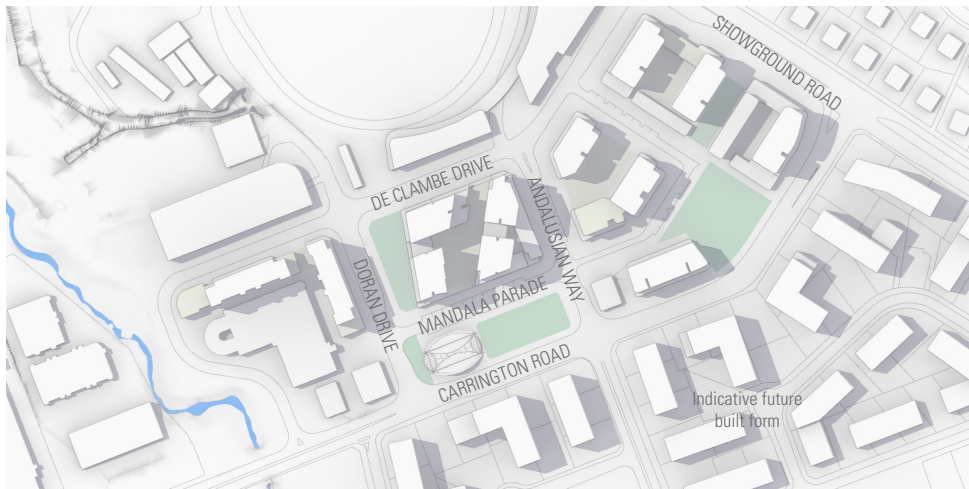 SHOWGROUND ROAD
DE CLAMBE DRIVE
ANDALUSIAN WAY
DORAN DRIVE
MANDALA PARADE
CARRINGTON ROAD
Indicative future
built form